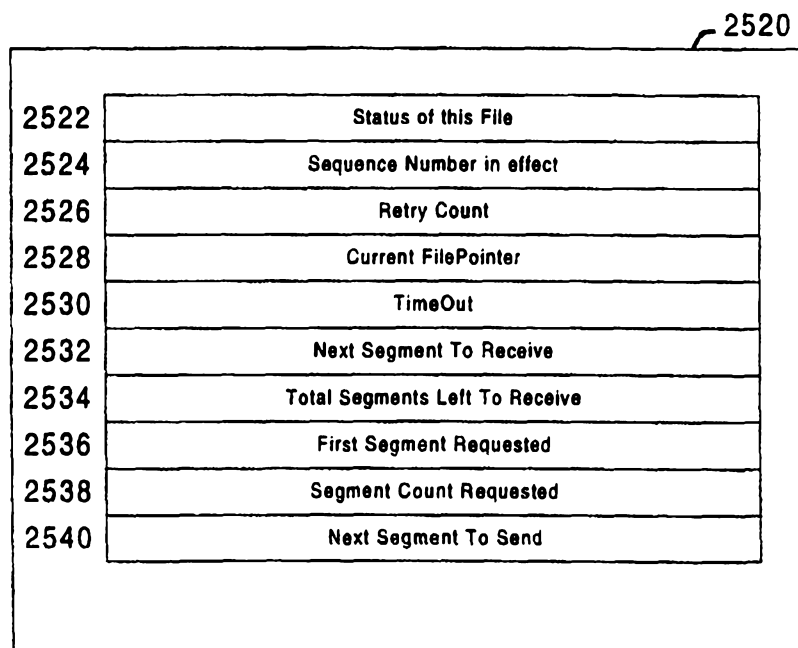 2520
2522 Status of this File
2524 Sequence Number in effect
2526 Retry Count
2528 Current FilePointer
2530 TimeOut
2532 Next Segment To Receive
2534 Total Segments Left To Receive
2536 First Segment Requested
2538 Segment Count Requested
2540 Next Segment To Send